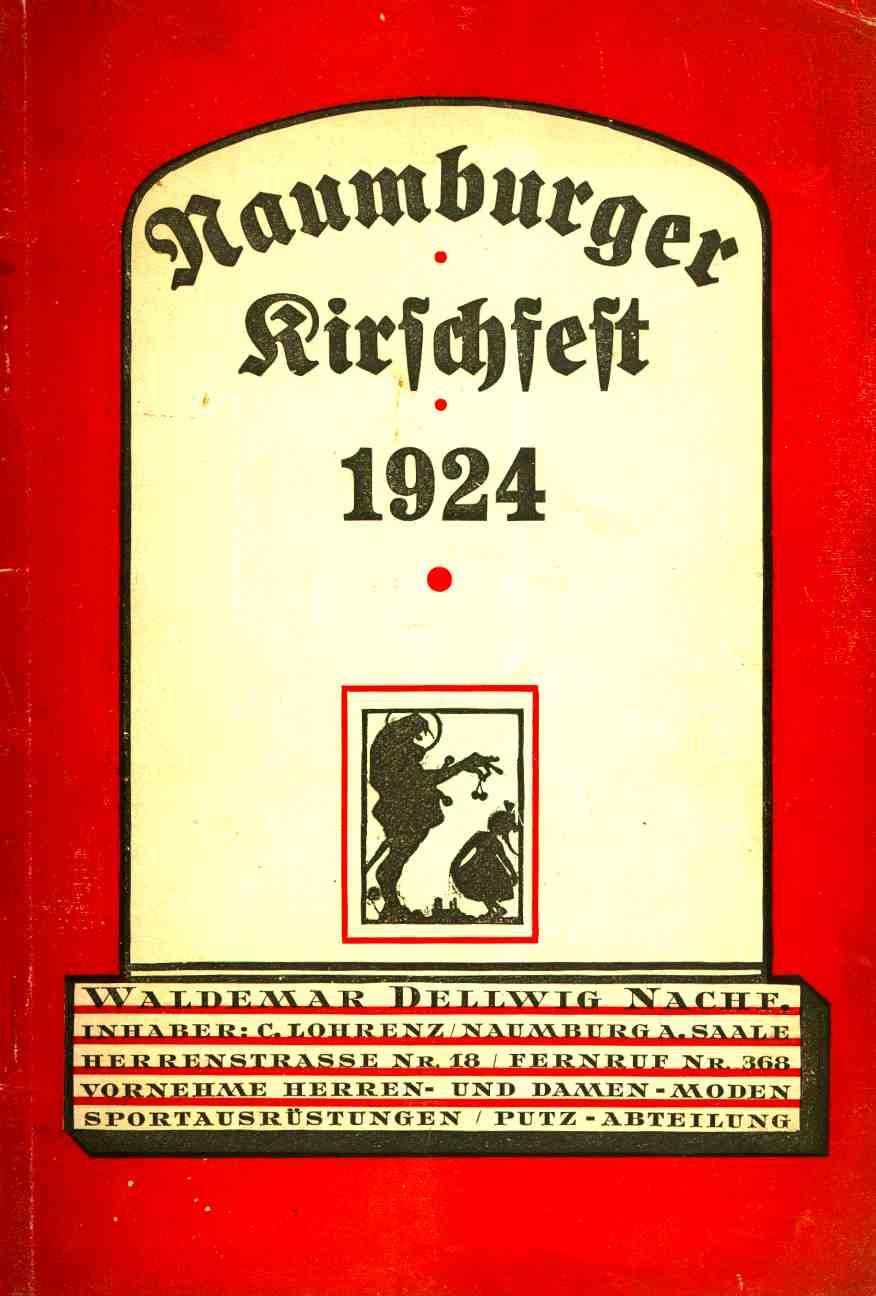 Naumburger
Kirschfest
1924
WALDEMAR DELLWIG NACHF.
INHABER: C. LOHRENZ / NAUMBURG A. SAALE
HERRENSTRASSE NR. 18 / FERNRUF NR. 368
VORNEHME HERREN- UND DAMEN-MODEN
SPORTAUSRÜSTUNGEN / PUTZ-ABTEILUNG